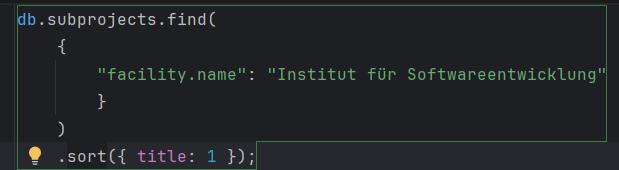 db.subprojects.find(
{
"facility.name": "Institut für Softwareentwicklung"
}
)
.sort({ title: 1 });